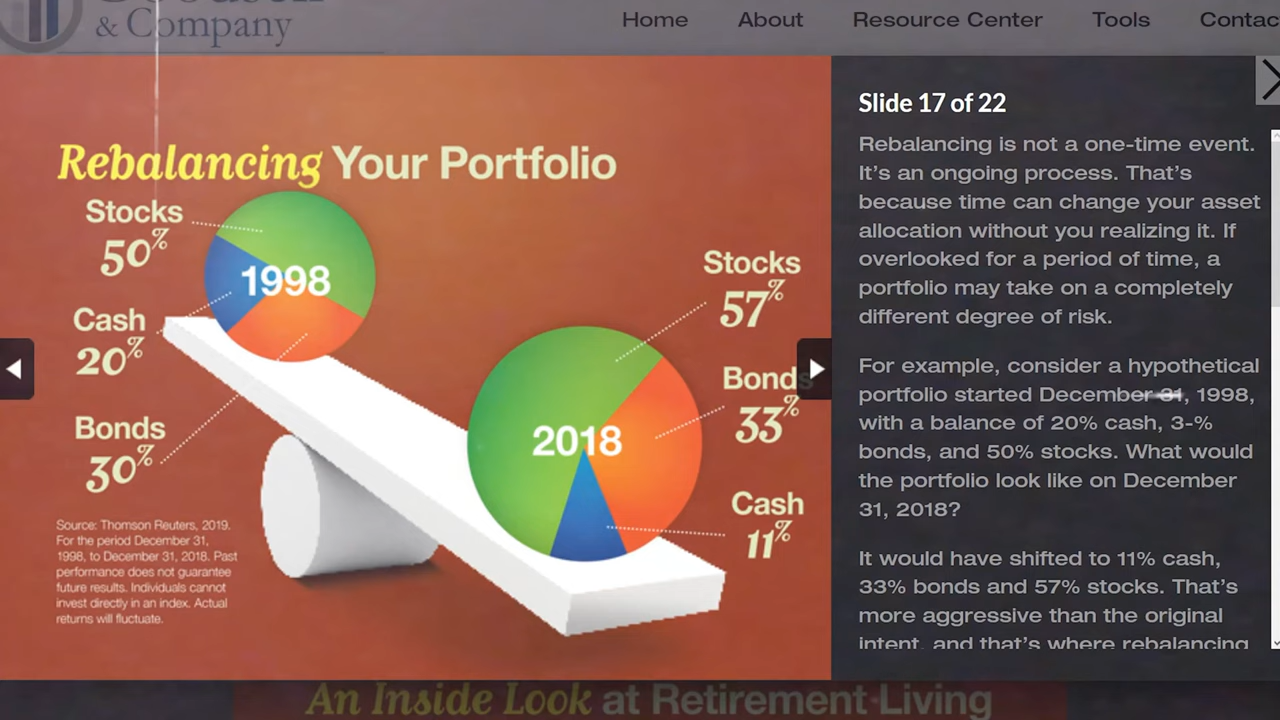 & Company
Home About Resource Center Tools Contac
Rebalancing Your Portfolio
Stocks
50%
Cash
20%
Bonds
30%
1998
Stocks
57%
Bonds
33%
Cash
11%
2018
Source: Thomson Reuters, 2019.
For the period December 31,
1998, to December 31, 2018. Past
performance does not guarantee
future results. Individuals cannot
invest directly in an index. Actual
returns will fluctuate.
Slide 17 of 22
Rebalancing is not a one-time event.
It's an ongoing process. That's
because time can change your asset
allocation without you realizing it. If
overlooked for a period of time, a
portfolio may take on a completely
different degree of risk.
For example, consider a hypothetical
portfolio started December 31, 1998,
with a balance of 20% cash, 3-%
bonds, and 50% stocks. What would
the portfolio look like on December
31, 2018?
It would have shifted to 11% cash,
33% bonds and 57% stocks. That's
more aggressive than the original
intent, and that's where rebalancing
An Inside Look at Retirement Living